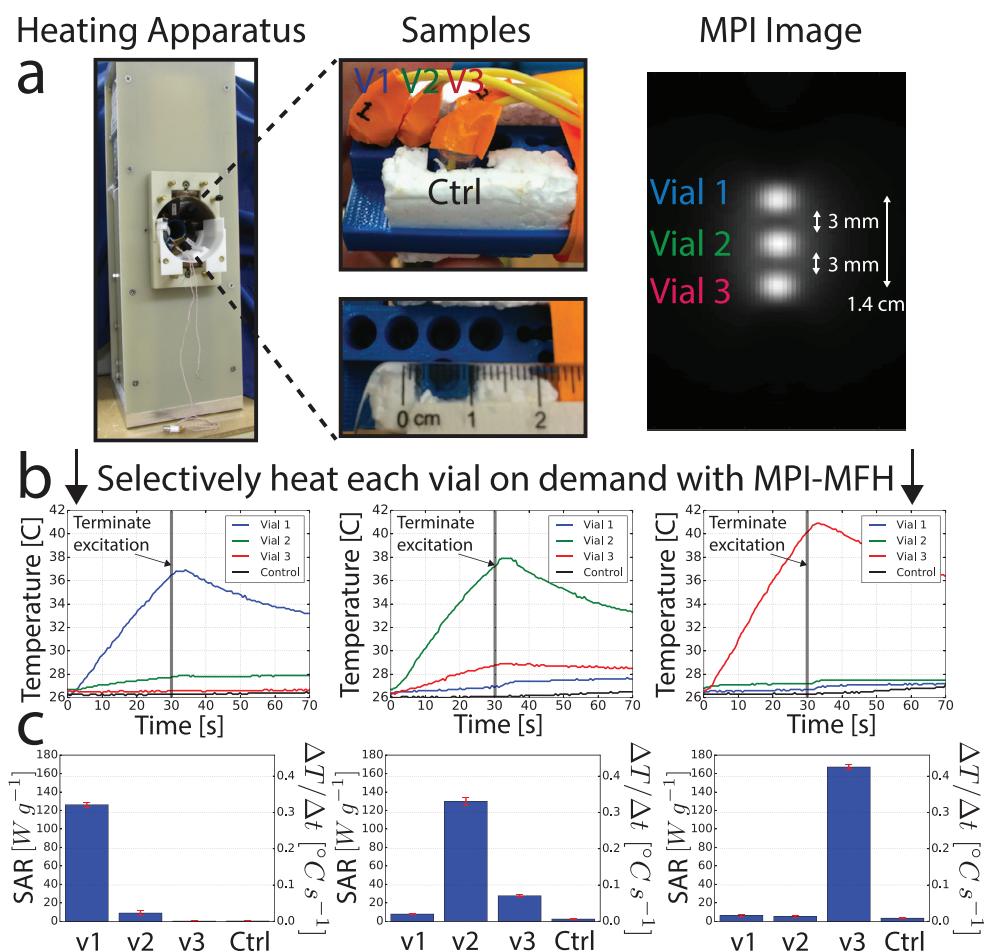 Heating Apparatus
Samples
MPI Image
a
V1 V2 V3
1
Ctrl
0 cm 1 2
Vial 1
Vial 2
Vial 3
3 mm
3 mm
1.4 cm
b
Selectively heat each vial on demand with MPI-MFH
Temperature [C]
42
40
38
36
34
32
30
28
26
Terminate
excitation
Vial 1
Vial 2
Vial 3
Control
0 10 20 30 40 50 60 70
Time [s]
Temperature [C]
42
40
38
36
34
32
30
28
26
Terminate
excitation
Vial 1
Vial 2
Vial 3
Control
0 10 20 30 40 50 60 70
Time [s]
Temperature [C]
42
40
38
36
34
32
30
28
26
Terminate
excitation
Vial 1
Vial 2
Vial 3
Control
0 10 20 30 40 50 60 70
Time [s]
c
SAR [W g⁻¹]
180
160
140
120
100
80
60
40
20
0
v1 v2 v3 Ctrl
0.4
0.3
0.2
0.1
0.0
ΔT/Δt [°C s⁻¹]
SAR [W g⁻¹]
180
160
140
120
100
80
60
40
20
0
v1 v2 v3 Ctrl
0.4
0.3
0.2
0.1
0.0
ΔT/Δt [°C s⁻¹]
SAR [W g⁻¹]
180
160
140
120
100
80
60
40
20
0
v1 v2 v3 Ctrl
0.4
0.3
0.2
0.1
0.0
ΔT/Δt [°C s⁻¹]